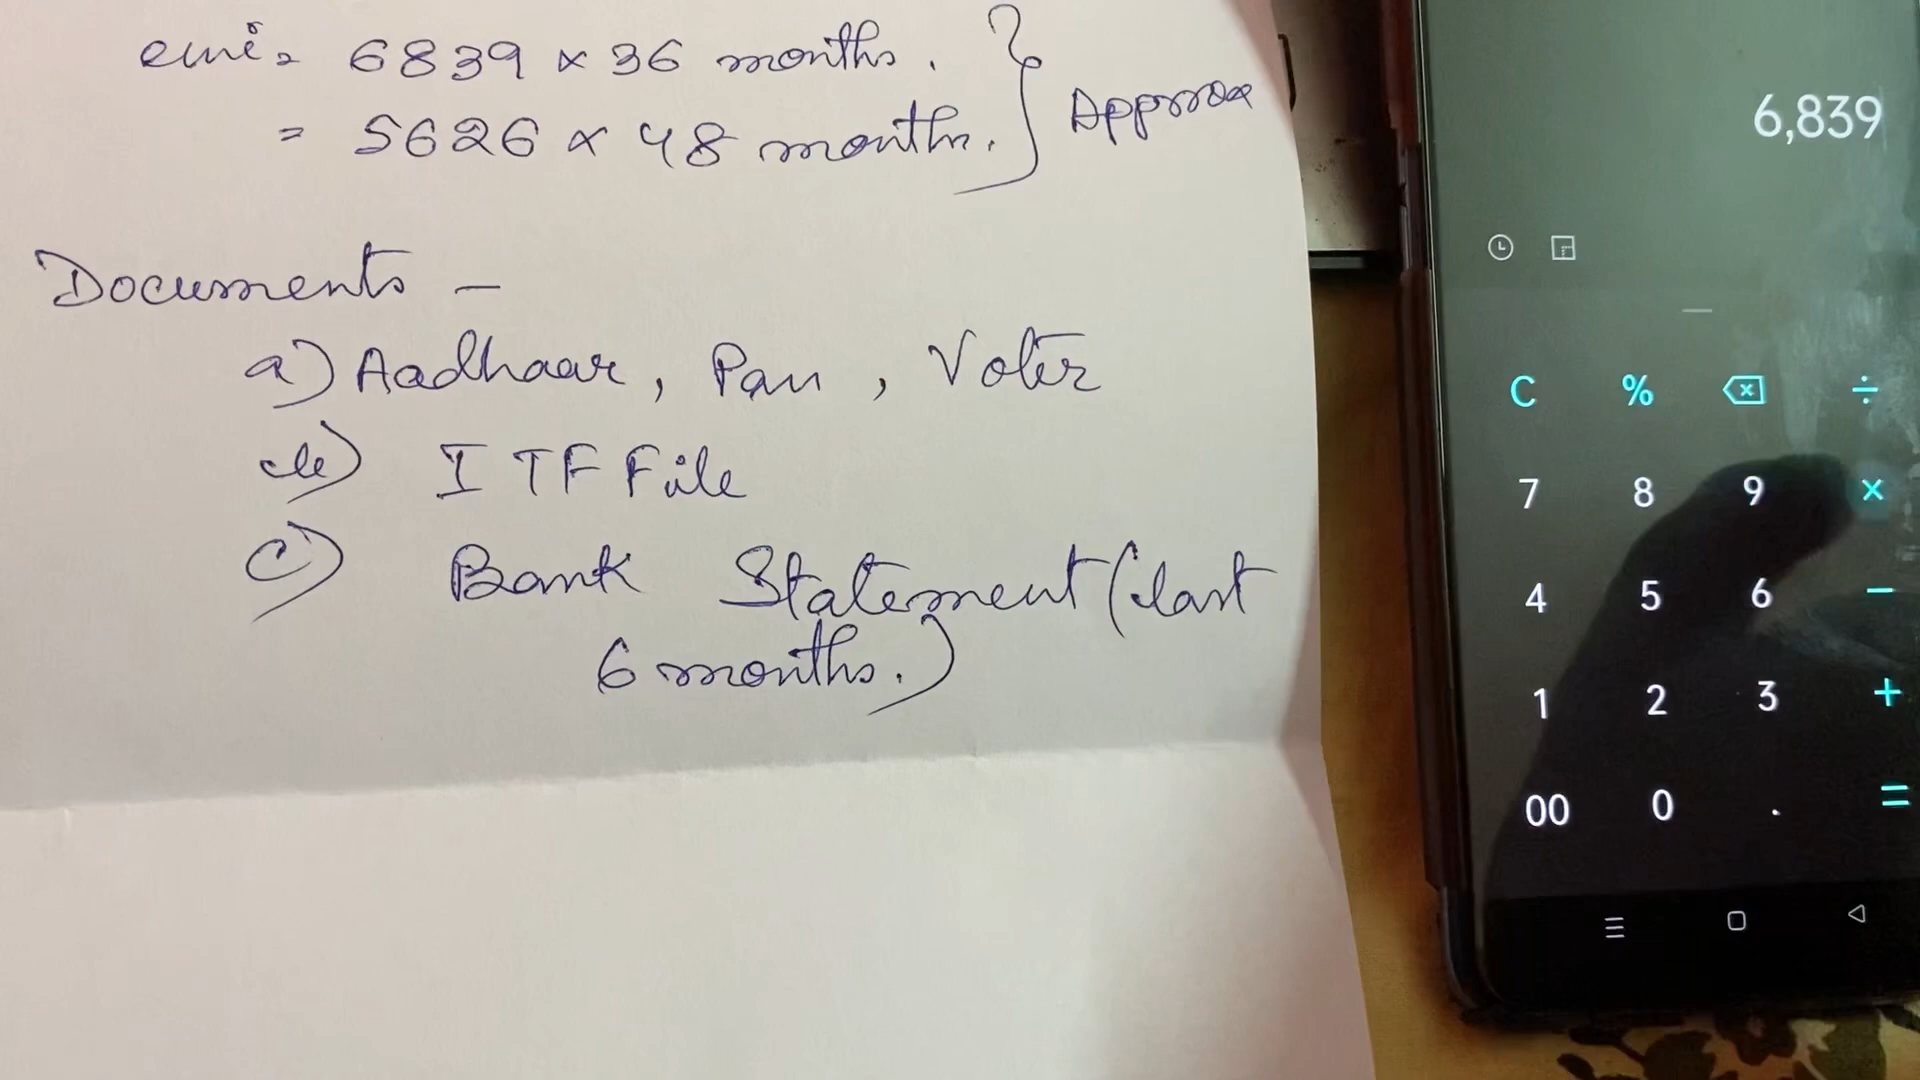 emi = 6839 × 36 months.
= 5626 × 48 months. } Approx
Documents -
a) Aadhaar, Pan, Voter
b) ITF File
c) Bank Statement (last
6 months.)
6,839
C % ÷
7 8 9 ×
4 5 6 −
1 2 3 +
00 0 . =